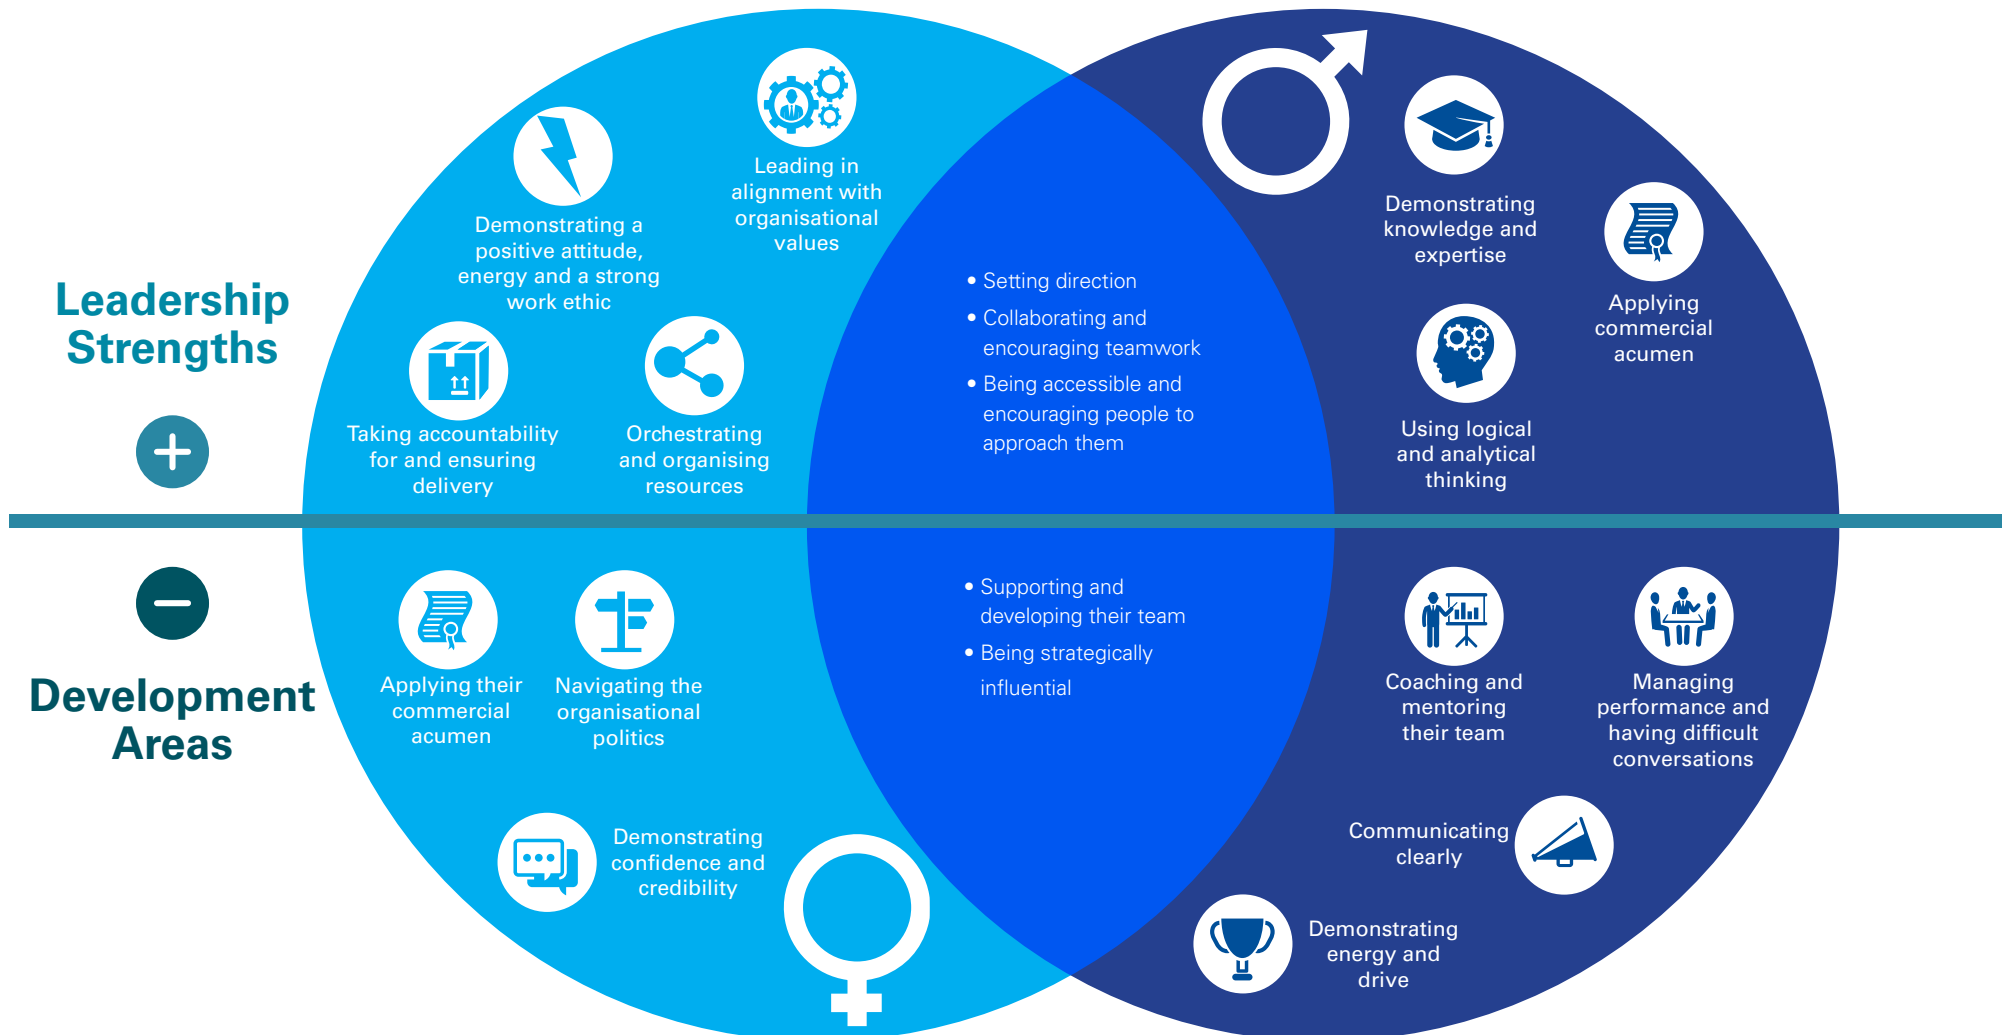 Leadership
Strengths
Leading in
alignment with
organisational
values
Demonstrating a
positive attitude,
energy and a strong
work ethic
Taking accountability
for and ensuring
delivery
Orchestrating
and organising
resources
• Setting direction
• Collaborating and
encouraging teamwork
• Being accessible and
encouraging people to
approach them
Demonstrating
knowledge and
expertise
Applying
commercial
acumen
Using logical
and analytical
thinking
Development
Areas
Applying their
commercial
acumen
Navigating the
organisational
politics
Demonstrating
confidence and
credibility
• Supporting and
developing their team
• Being strategically
influential
Coaching and
mentoring
their team
Managing
performance and
having difficult
conversations
Communicating
clearly
Demonstrating
energy and
drive